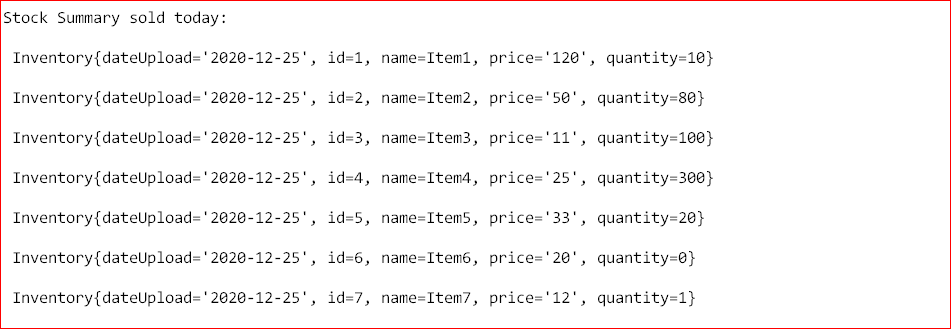 Stock Summary sold today:
Inventory{dateUpload='2020-12-25', id=1, name=Item1, price='120', quantity=10}
Inventory{dateUpload='2020-12-25', id=2, name=Item2, price='50', quantity=80}
Inventory{dateUpload='2020-12-25', id=3, name=Item3, price='11', quantity=100}
Inventory{dateUpload='2020-12-25', id=4, name=Item4, price='25', quantity=300}
Inventory{dateUpload='2020-12-25', id=5, name=Item5, price='33', quantity=20}
Inventory{dateUpload='2020-12-25', id=6, name=Item6, price='20', quantity=0}
Inventory{dateUpload='2020-12-25', id=7, name=Item7, price='12', quantity=1}